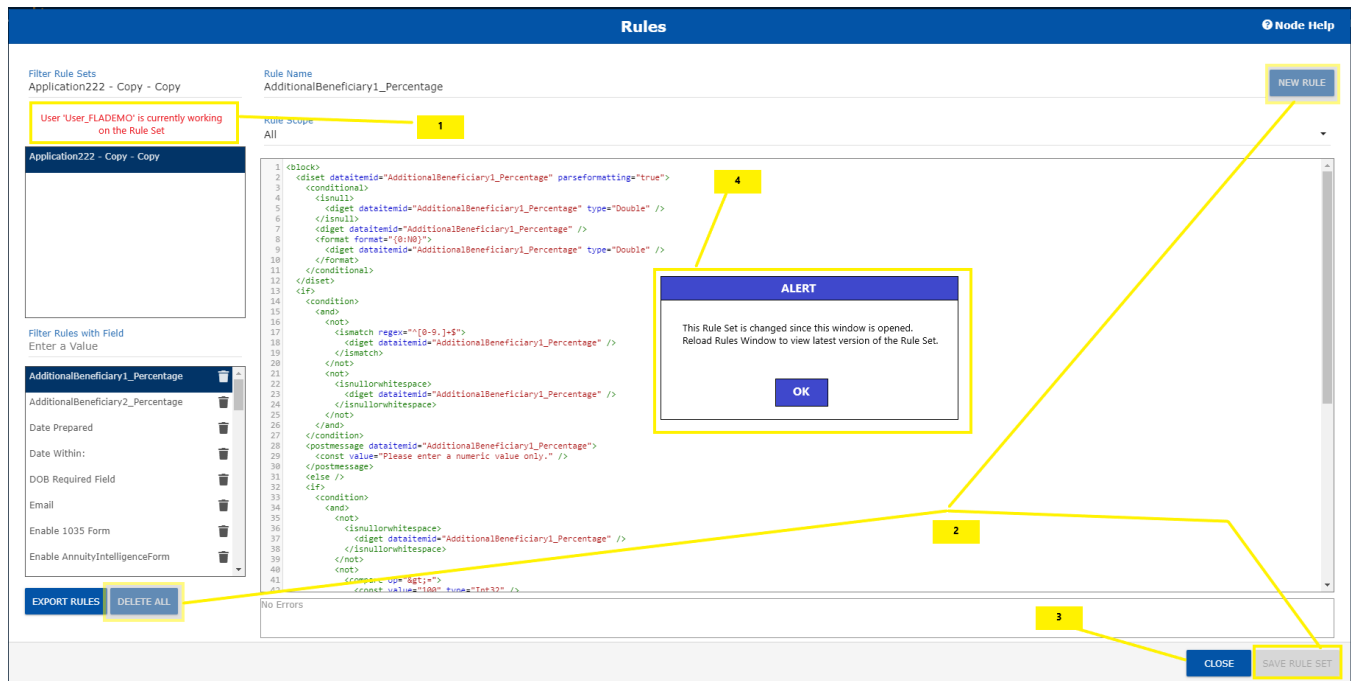 Rules
Node Help
Filter Rule Sets
Application222 - Copy - Copy
User 'User_FLADEMO' is currently working
on the Rule Set
Application222 - Copy - Copy
Filter Rules with Field
Enter a Value
AdditionalBeneficiary1_Percentage
AdditionalBeneficiary2_Percentage
Date Prepared
Date Within:
DOB Required Field
Email
Enable 1035 Form
Enable AnnuityIntelligenceForm
EXPORT RULES
DELETE ALL
Rule Name
AdditionalBeneficiary1_Percentage
NEW RULE
1
Rule Scope
All
1 <block>
2 <diset dataitemid="AdditionalBeneficiary1_Percentage" parseformatting="true">
3 <conditional>
4 <isnull>
5 <diget dataitemid="AdditionalBeneficiary1_Percentage" type="Double" />
6 </isnull>
7 <diget dataitemid="AdditionalBeneficiary1_Percentage" />
8 <format format="{0:N0}">
9 <diget dataitemid="AdditionalBeneficiary1_Percentage" type="Double" />
10 </format>
11 </conditional>
12 </diset>
13 <if>
14 <condition>
15 <and>
16 <not>
17 <ismatch regex="^[0-9.]+$">
18 <diget dataitemid="AdditionalBeneficiary1_Percentage" />
19 </ismatch>
20 </not>
21 <not>
22 <isnullorwhitespace>
23 <diget dataitemid="AdditionalBeneficiary1_Percentage" />
24 </isnullorwhitespace>
25 </not>
26 </and>
27 </condition>
28 <postmessage dataitemid="AdditionalBeneficiary1_Percentage">
29 <const value="Please enter a numeric value only." />
30 </postmessage>
31 <else />
32 <if>
33 <condition>
34 <and>
35 <not>
36 <isnullorwhitespace>
37 <diget dataitemid="AdditionalBeneficiary1_Percentage" />
38 </isnullorwhitespace>
39 </not>
40 <not>
41 <compare op="&gt;=">
42 <const value="100" type="Int32" />
4
ALERT
This Rule Set is changed since this window is opened.
Reload Rules Window to view latest version of the Rule Set.
OK
2
No Errors
3
CLOSE
SAVE RULE SET